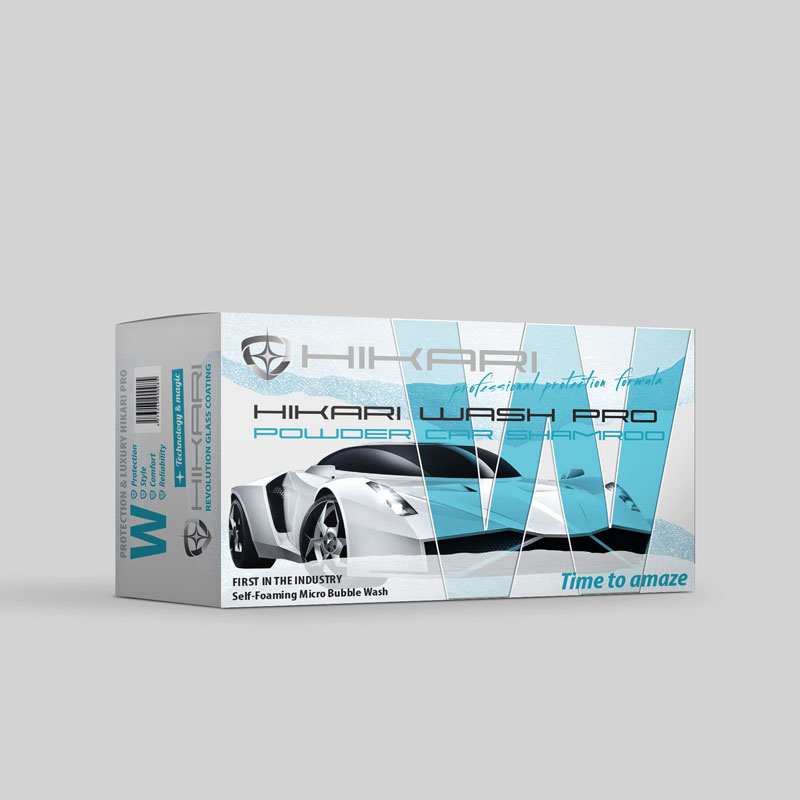 HIKARI
professional protection formula
HIKARI WASH PRO
POWDER CAR SHAMROO
W
FIRST IN THE INDUSTRY
Self-Foaming Micro Bubble Wash
Time to amaze
PROTECTION & LUXURY HIKARI PRO
W
Protection
Style
Comfort
Reliability
+ Technology & magic
HIKARI
REVOLUTION GLASS COATING